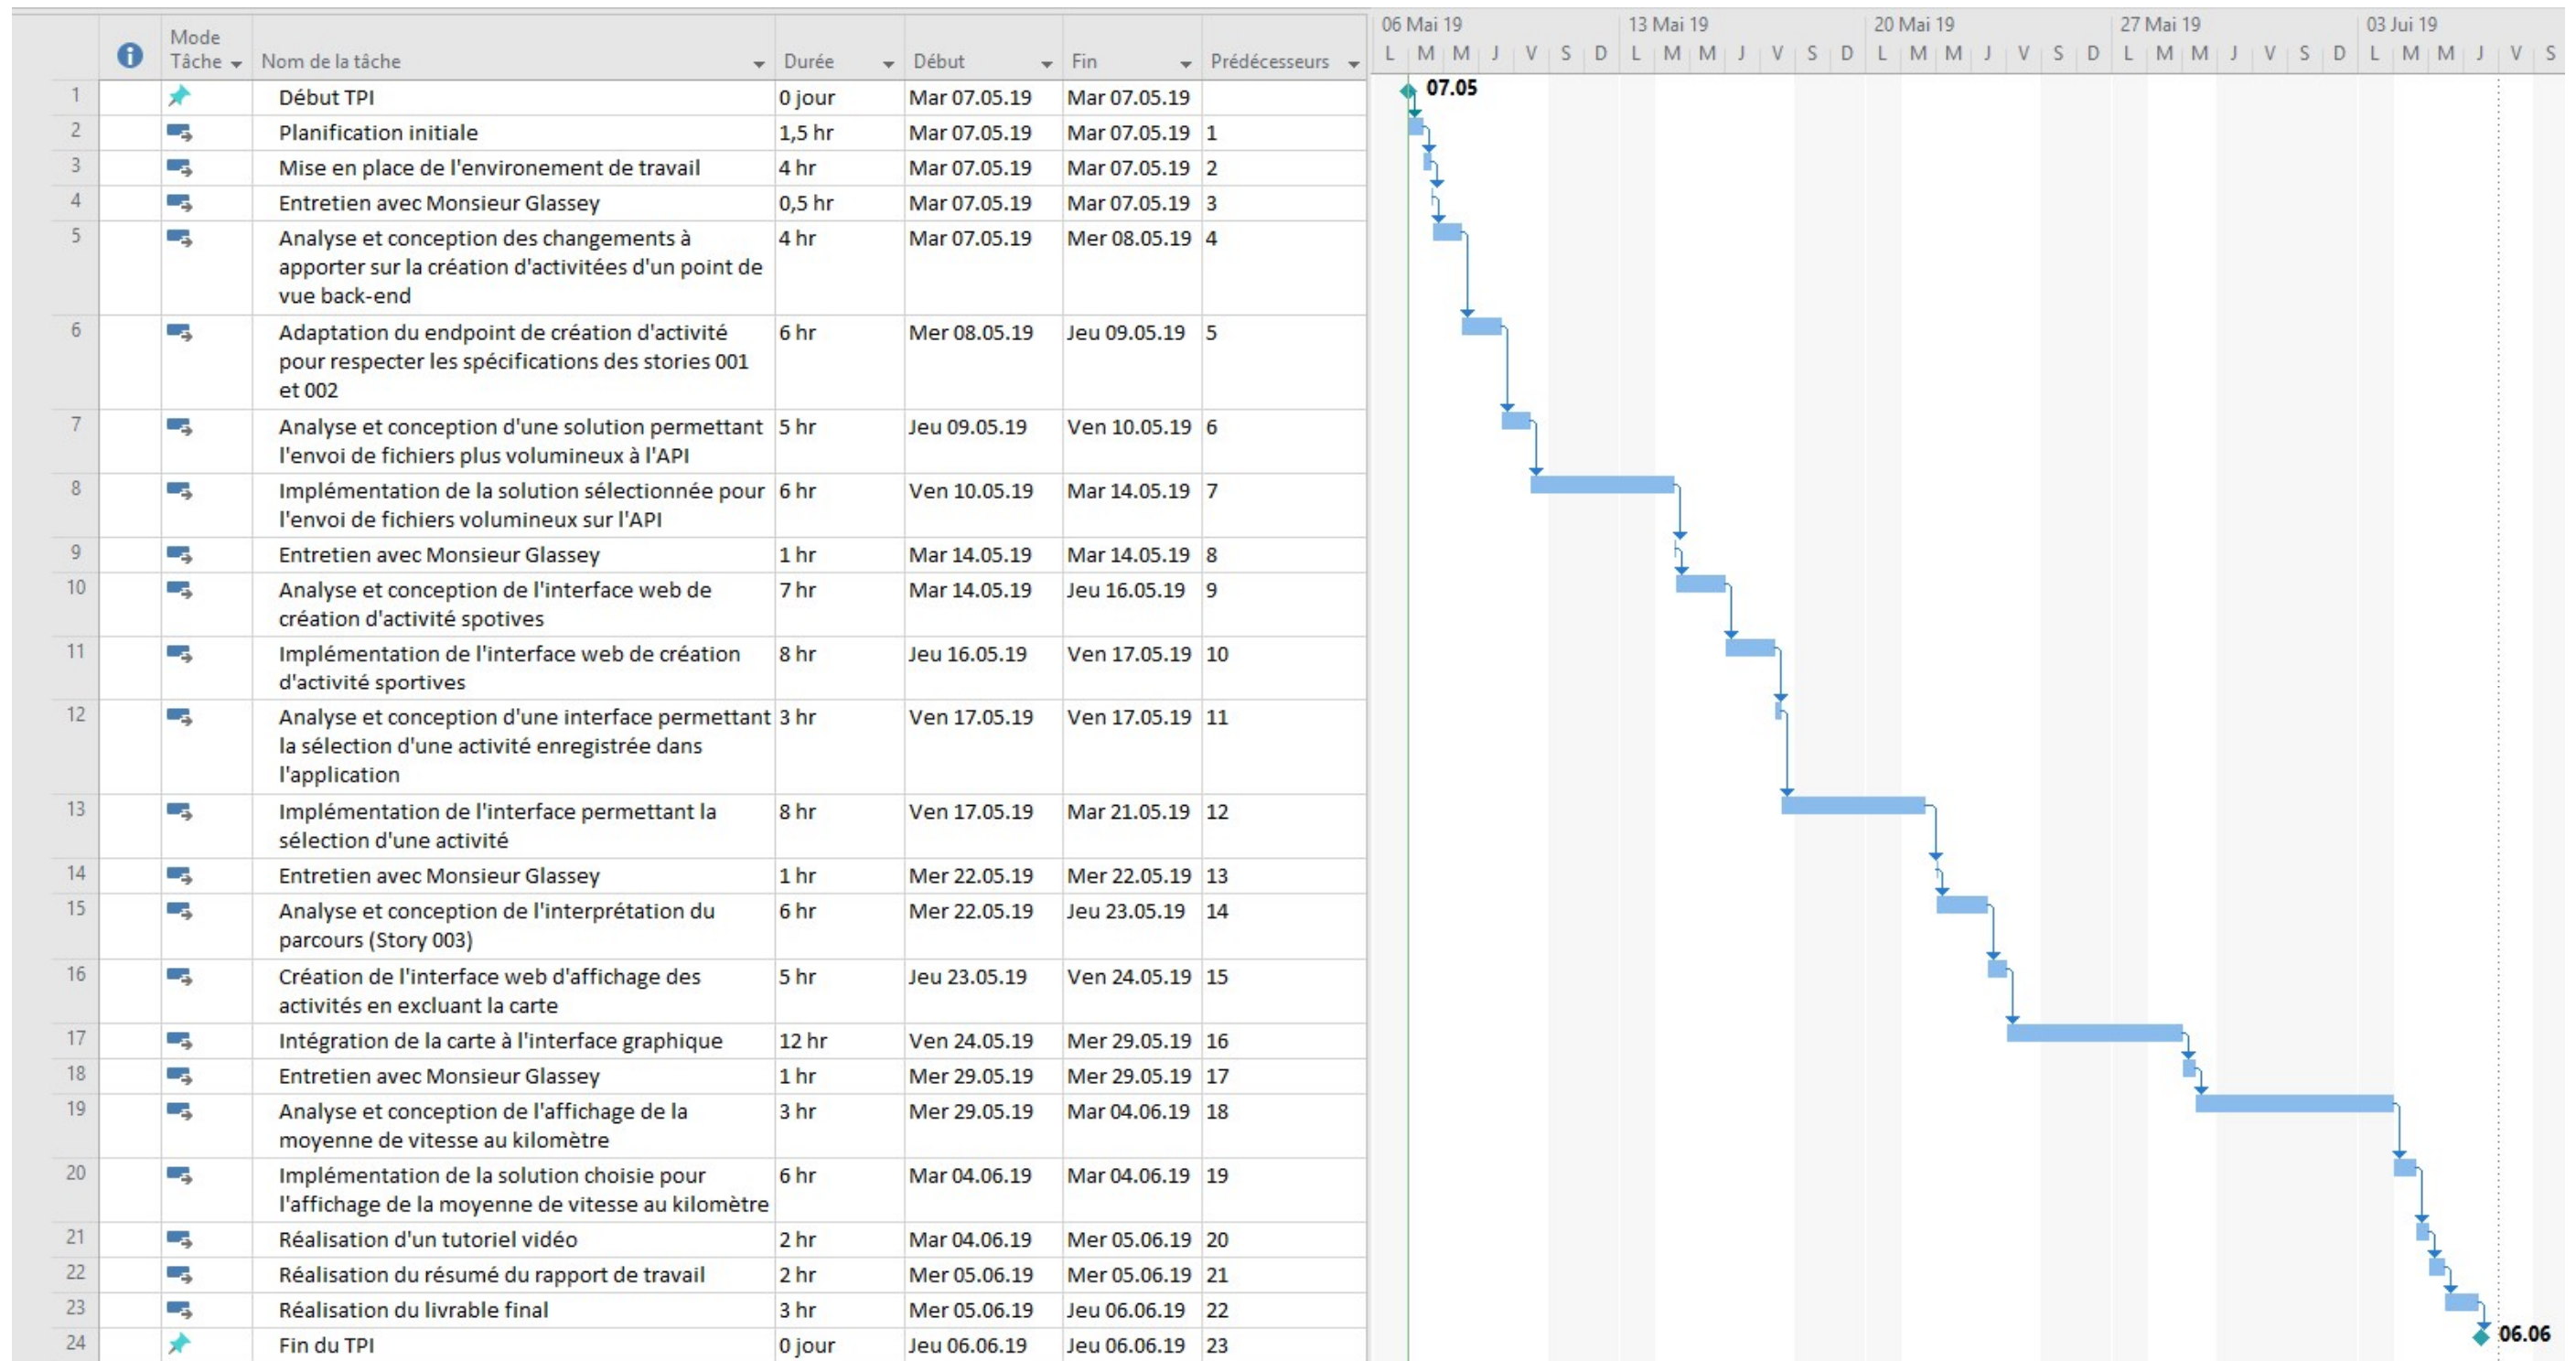 Mode
Tâche Nom de la tâche Durée Début Fin Prédécesseurs
06 Mai 19 13 Mai 19 20 Mai 19 27 Mai 19 03 Jui 19
L M M J V S D L M M J V S D L M M J V S D L M M J V S D L M M J V S
1 Début TPI 0 jour Mar 07.05.19 Mar 07.05.19 07.05
2 Planification initiale 1,5 hr Mar 07.05.19 Mar 07.05.19 1
3 Mise en place de l'environement de travail 4 hr Mar 07.05.19 Mar 07.05.19 2
4 Entretien avec Monsieur Glassey 0,5 hr Mar 07.05.19 Mar 07.05.19 3
5 Analyse et conception des changements à 4 hr Mar 07.05.19 Mer 08.05.19 4
apporter sur la création d'activitées d'un point de
vue back-end
6 Adaptation du endpoint de création d'activité 6 hr Mer 08.05.19 Jeu 09.05.19 5
pour respecter les spécifications des stories 001
et 002
7 Analyse et conception d'une solution permettant 5 hr Jeu 09.05.19 Ven 10.05.19 6
l'envoi de fichiers plus volumineux à l'API
8 Implémentation de la solution sélectionnée pour 6 hr Ven 10.05.19 Mar 14.05.19 7
l'envoi de fichiers volumineux sur l'API
9 Entretien avec Monsieur Glassey 1 hr Mar 14.05.19 Mar 14.05.19 8
10 Analyse et conception de l'interface web de 7 hr Mar 14.05.19 Jeu 16.05.19 9
création d'activité spotives
11 Implémentation de l'interface web de création 8 hr Jeu 16.05.19 Ven 17.05.19 10
d'activité sportives
12 Analyse et conception d'une interface permettant 3 hr Ven 17.05.19 Ven 17.05.19 11
la sélection d'une activité enregistrée dans
l'application
13 Implémentation de l'interface permettant la 8 hr Ven 17.05.19 Mar 21.05.19 12
sélection d'une activité
14 Entretien avec Monsieur Glassey 1 hr Mer 22.05.19 Mer 22.05.19 13
15 Analyse et conception de l'interprétation du 6 hr Mer 22.05.19 Jeu 23.05.19 14
parcours (Story 003)
16 Création de l'interface web d'affichage des 5 hr Jeu 23.05.19 Ven 24.05.19 15
activités en excluant la carte
17 Intégration de la carte à l'interface graphique 12 hr Ven 24.05.19 Mer 29.05.19 16
18 Entretien avec Monsieur Glassey 1 hr Mer 29.05.19 Mer 29.05.19 17
19 Analyse et conception de l'affichage de la 3 hr Mer 29.05.19 Mar 04.06.19 18
moyenne de vitesse au kilomètre
20 Implémentation de la solution choisie pour 6 hr Mar 04.06.19 Mar 04.06.19 19
l'affichage de la moyenne de vitesse au kilomètre
21 Réalisation d'un tutoriel vidéo 2 hr Mar 04.06.19 Mer 05.06.19 20
22 Réalisation du résumé du rapport de travail 2 hr Mer 05.06.19 Mer 05.06.19 21
23 Réalisation du livrable final 3 hr Mer 05.06.19 Jeu 06.06.19 22
24 Fin du TPI 0 jour Jeu 06.06.19 Jeu 06.06.19 23 06.06